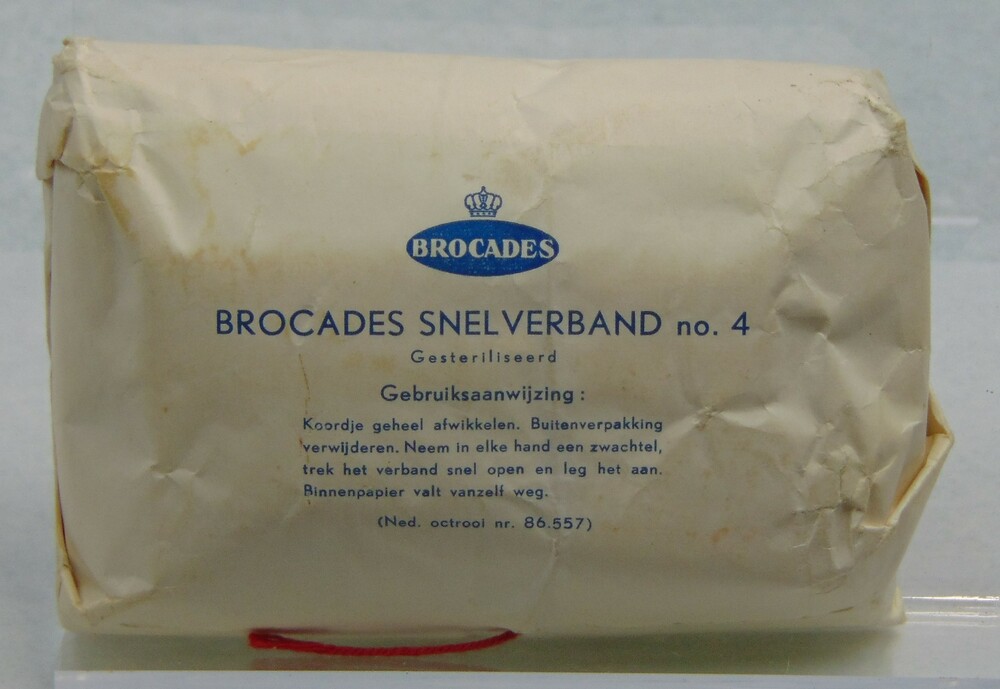 BROCADES
BROCADES SNELVERBAND no. 4
Gesteriliseerd
Gebruiksaanwijzing:
Koordje geheel afwikkelen. Buitenverpakking
verwijderen. Neem in elke hand een zwachtel,
trek het verband snel open en leg het aan.
Binnenpapier valt vanzelf weg.
(Ned. octrooi nr. 86.557)